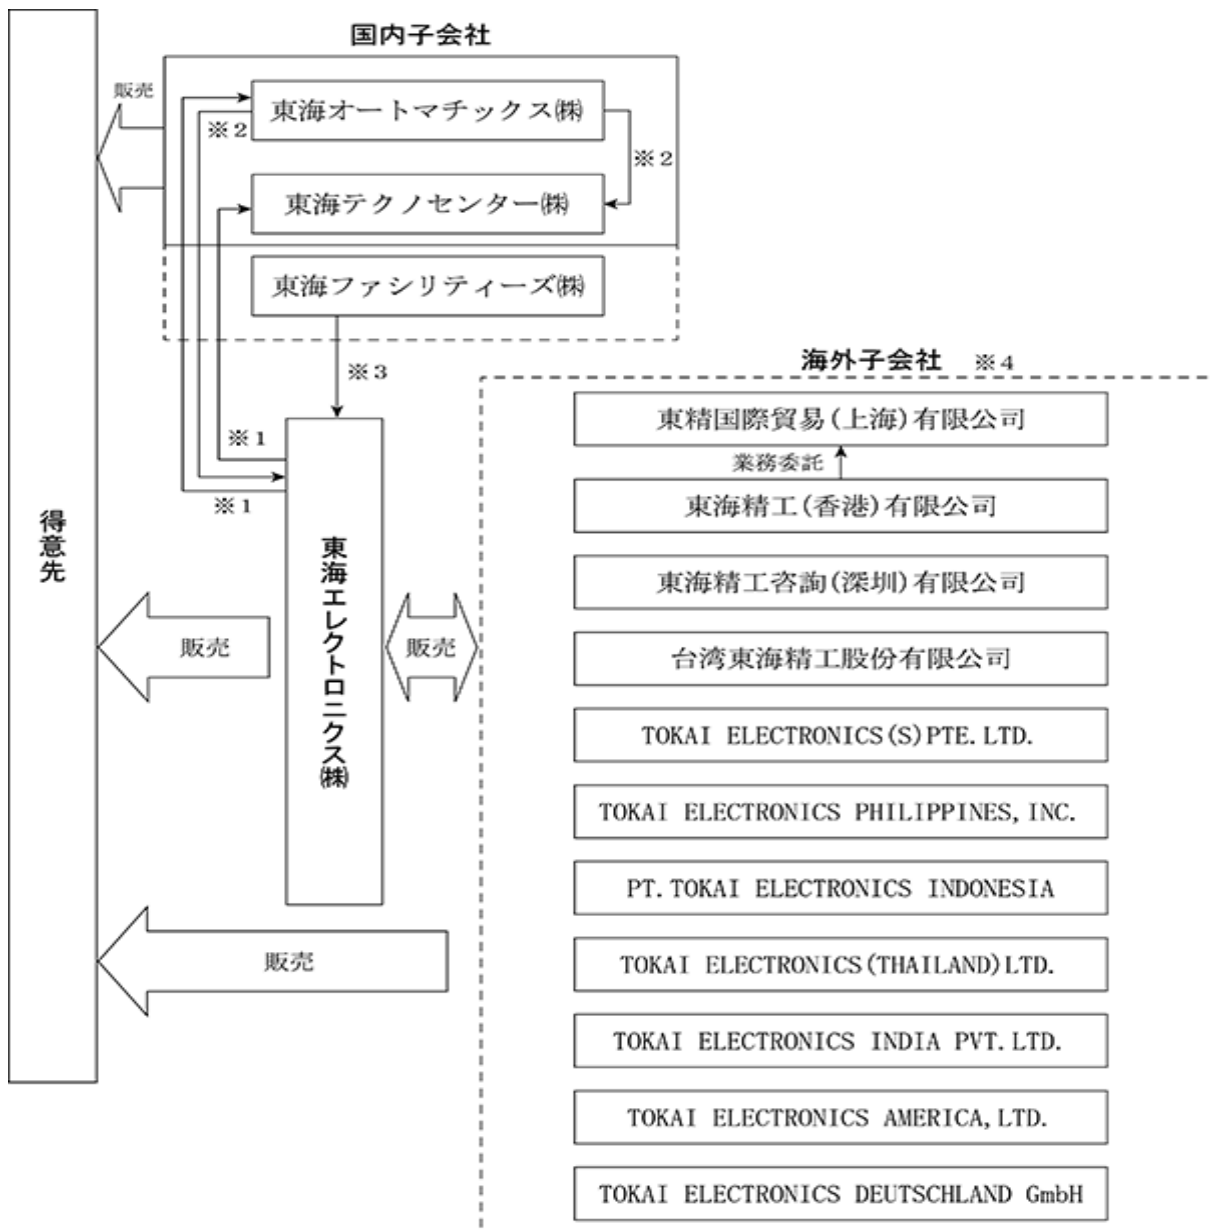 国内子会社
販売
東海オートマチックス㈱
※2
※2
東海テクノセンター㈱
東海ファシリティーズ㈱
※3
海外子会社 ※4
東精国際貿易(上海)有限公司
※1
業務委託
※1
東海精工(香港)有限公司
得意先
東海エレクトロニクス㈱
東海精工咨詢(深圳)有限公司
販売
販売
台湾東海精工股份有限公司
TOKAI ELECTRONICS(S)PTE.LTD.
TOKAI ELECTRONICS PHILIPPINES,INC.
PT.TOKAI ELECTRONICS INDONESIA
販売
TOKAI ELECTRONICS(THAILAND)LTD.
TOKAI ELECTRONICS INDIA PVT.LTD.
TOKAI ELECTRONICS AMERICA,LTD.
TOKAI ELECTRONICS DEUTSCHLAND GmbH